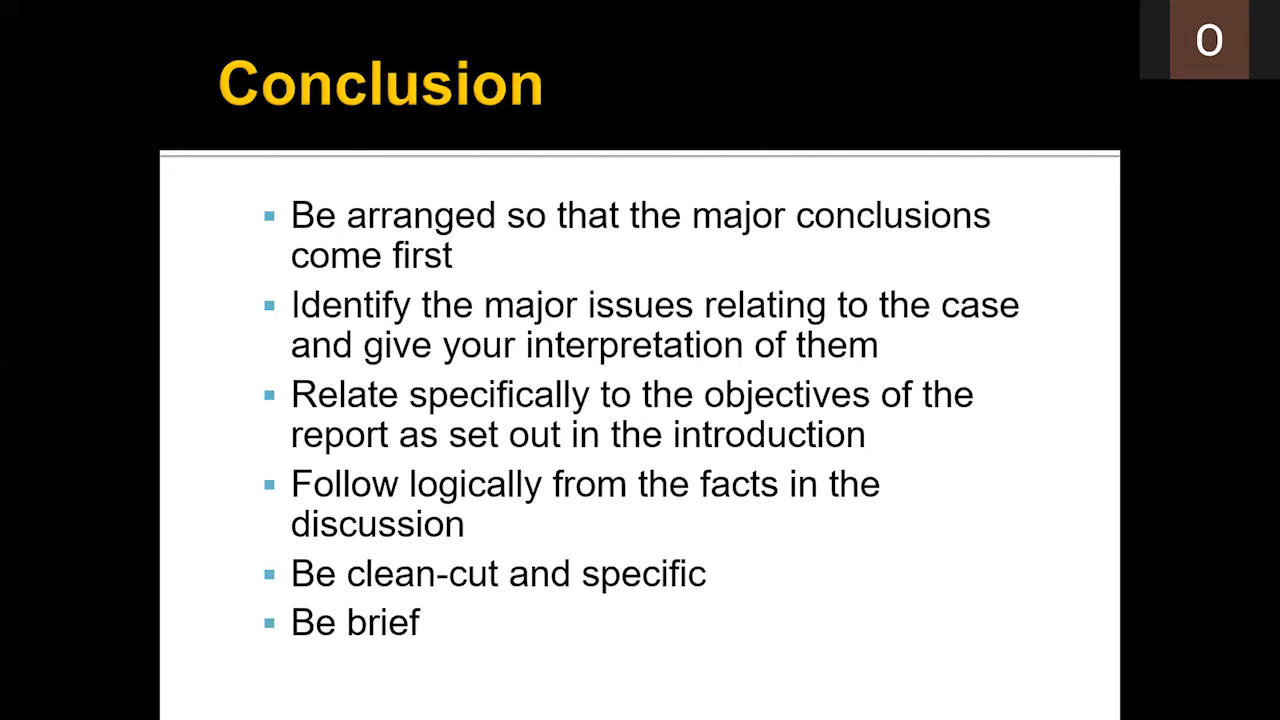 O
Conclusion
Be arranged so that the major conclusions
come first
Identify the major issues relating to the case
and give your interpretation of them
Relate specifically to the objectives of the
report as set out in the introduction
Follow logically from the facts in the
discussion
Be clean-cut and specific
Be brief